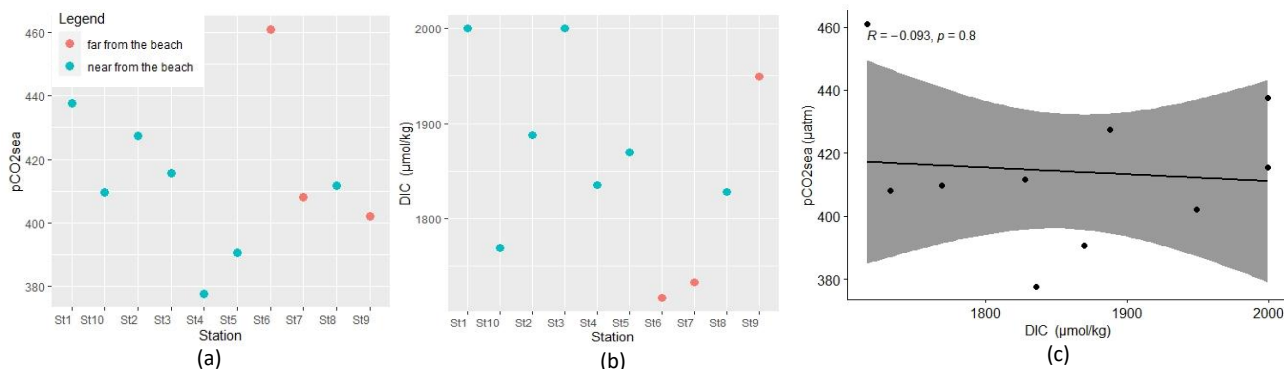 Legend
far from the beach
near from the beach
460
440
420
400
380
pCO2sea
St1 St10 St2 St3 St4 St5 St6 St7 St8 St9
Station
(a)
(b)
2000
1900
1800
DIC (µmol/kg)
St1 St10 St2 St3 St4 St5 St6 St7 St8 St9
Station
(b)
R = −0.093, p = 0.8
460
440
420
400
380
pCO2sea (µatm)
1800 1900 2000
DIC (µmol/kg)
(c)